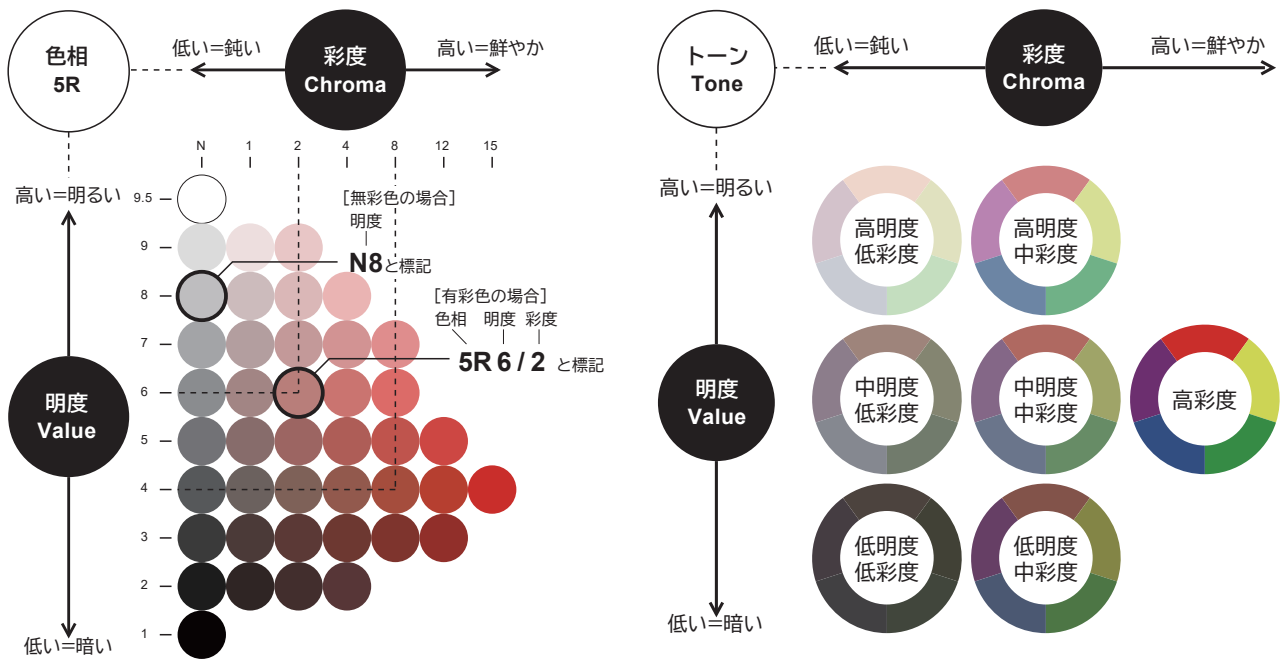 色相
5R
低い=鈍い
彩度
Chroma
高い=鮮やか
N
1
2
4
8
12
15
高い=明るい
明度
Value
低い=暗い
9.5
9
8
7
6
5
4
3
2
1
[無彩色の場合]
明度
N8と標記
[有彩色の場合]
色相 明度 彩度
5R 6 / 2 と標記
トーン
Tone
低い=鈍い
彩度
Chroma
高い=鮮やか
高い=明るい
明度
Value
低い=暗い
高明度
低彩度
高明度
中彩度
中明度
低彩度
中明度
中彩度
高彩度
低明度
低彩度
低明度
中彩度